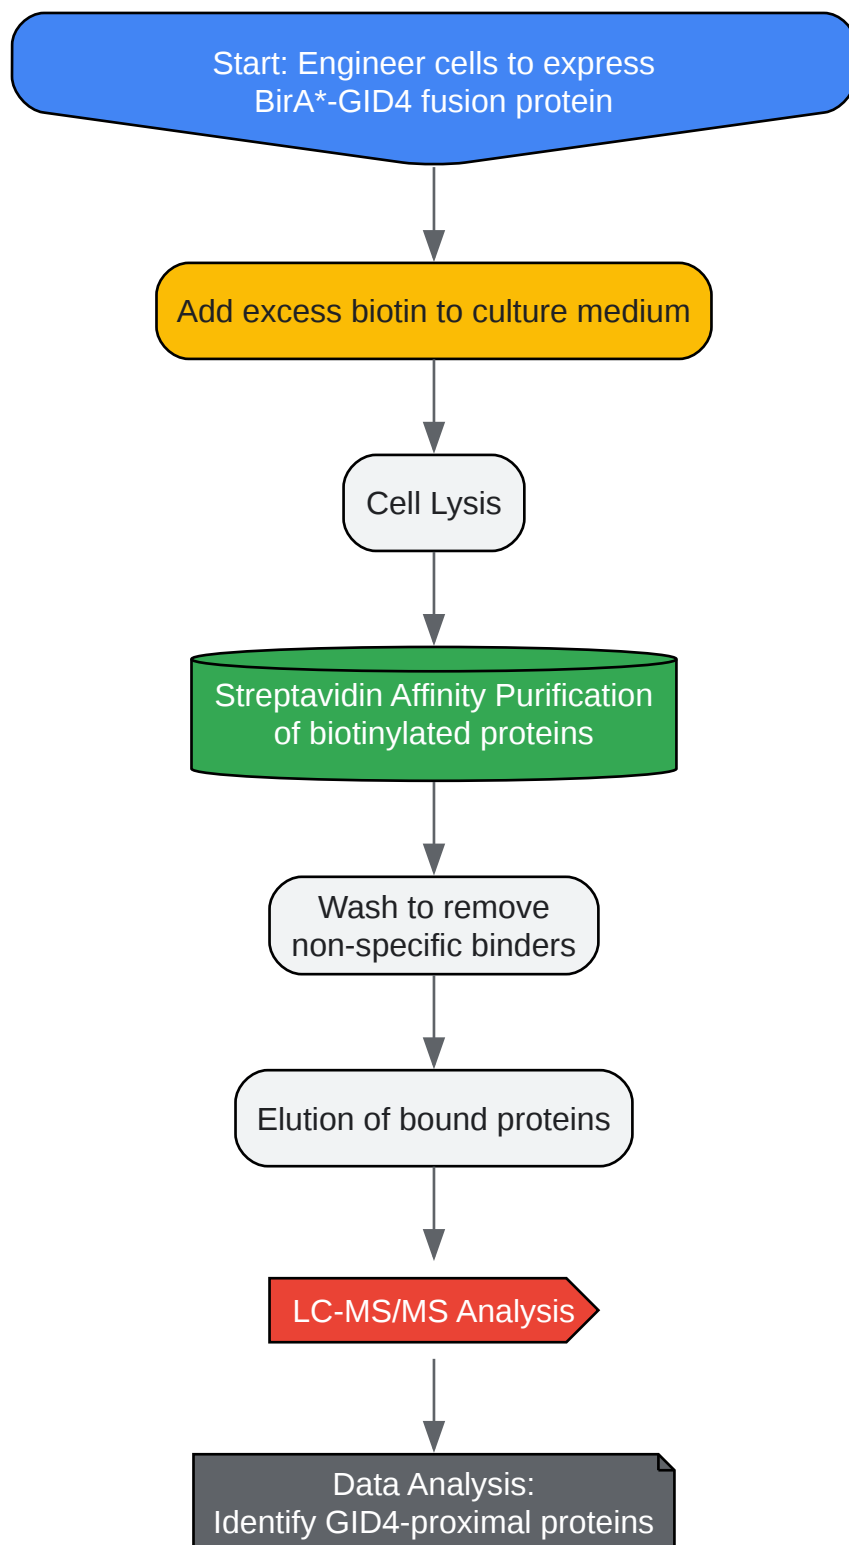 Start: Engineer cells to express
BirA*-GID4 fusion protein
Add excess biotin to culture medium
Cell Lysis
Streptavidin Affinity Purification
of biotinylated proteins
Wash to remove
non-specific binders
Elution of bound proteins
LC-MS/MS Analysis
Data Analysis:
Identify GID4-proximal proteins